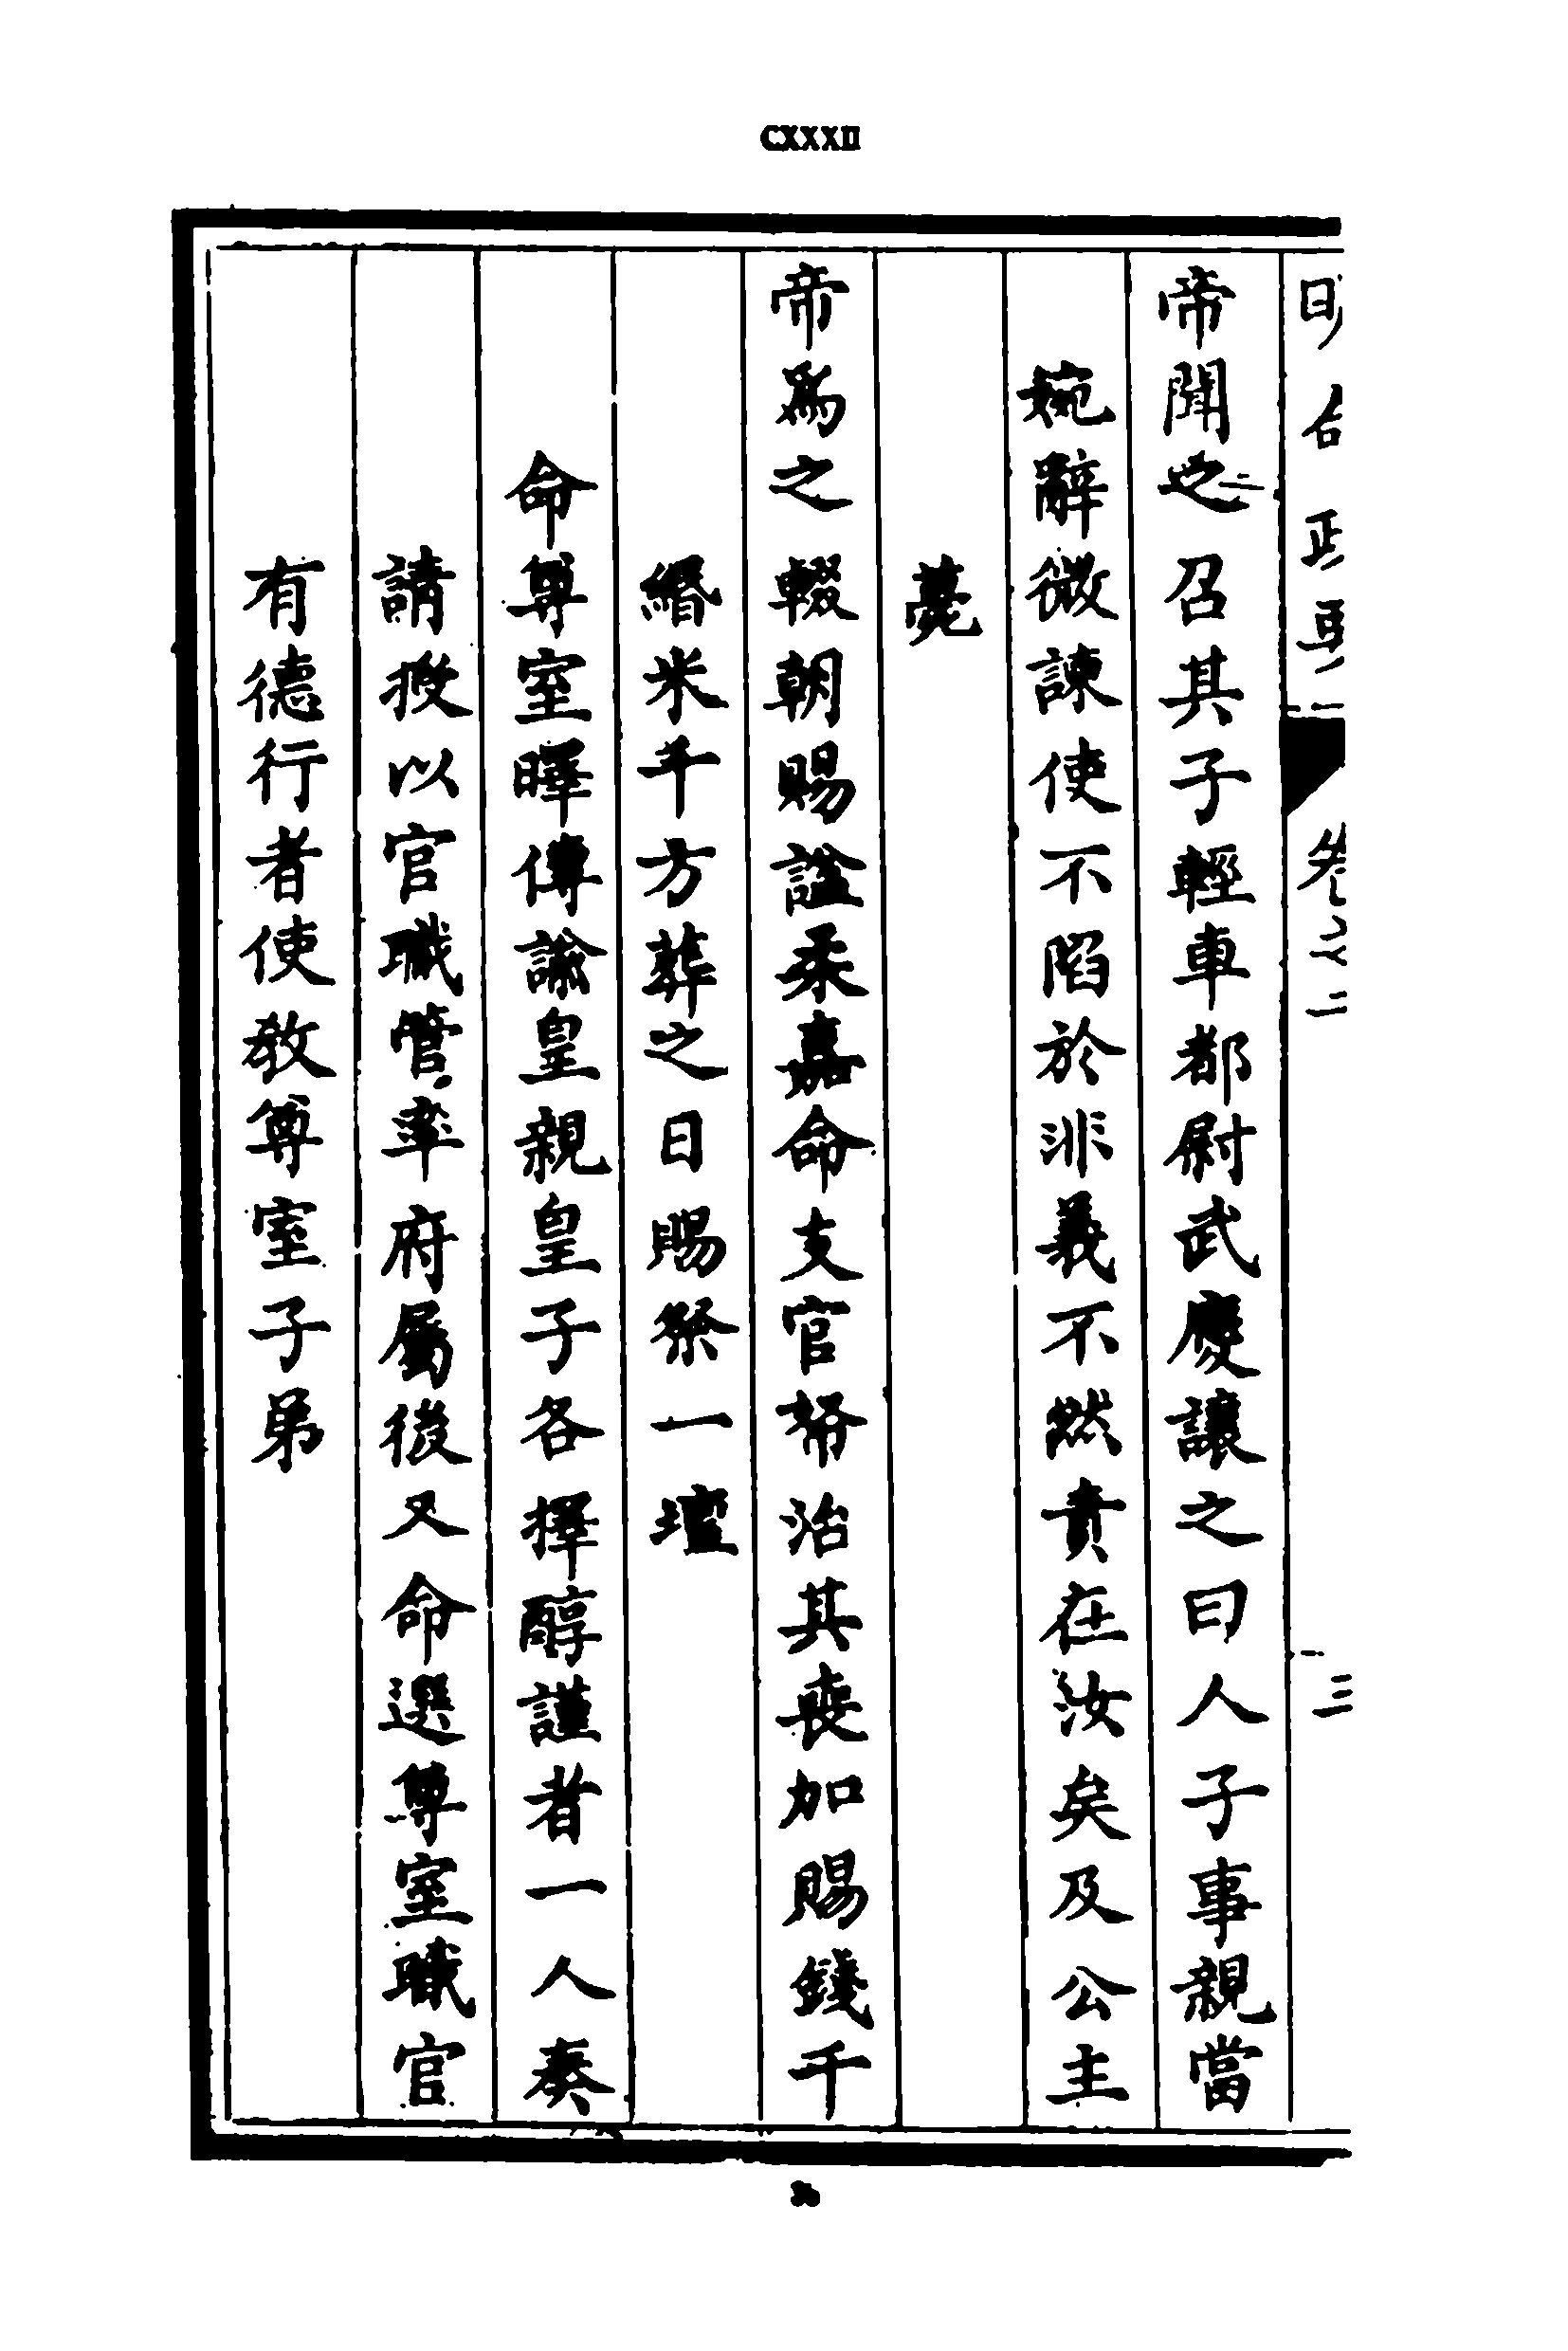 CXXXII
明命政要 卷之二 三
帝聞之召其子輕車都尉武慶讓之曰人子事親當
婉辭微諫使不陷於非義不然責在汝矣及公主
薨
帝爲之輟朝賜謚柔嘉命支官帑治其喪加賜錢千
緡米千方葬之日賜祭一壇
命尊室曎傳諭皇親皇子各擇醇謹者一人奏
請授以官職管率府屬後又命選尊室職官
有德行者使敎尊室子弟